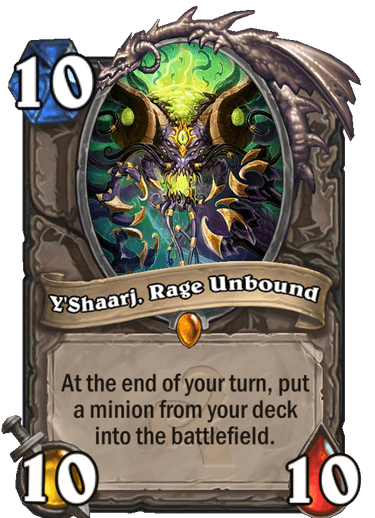 10
Y'Shaarj, Rage Unbound
At the end of your turn, put
a minion from your deck
into the battlefield.
10 10